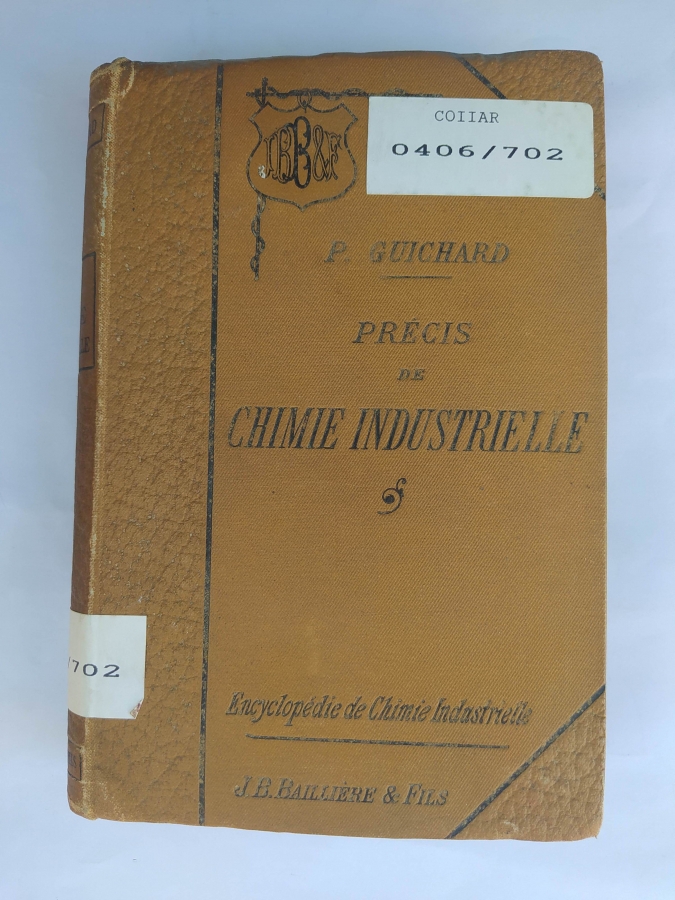 COIIAR
0406/702
JBB&F
P. GUICHARD
PRÉCIS
DE
CHIMIE INDUSTRIELLE
Encyclopédie de Chimie Industrielle
J.B. BAILLIÈRE & FILS
/702